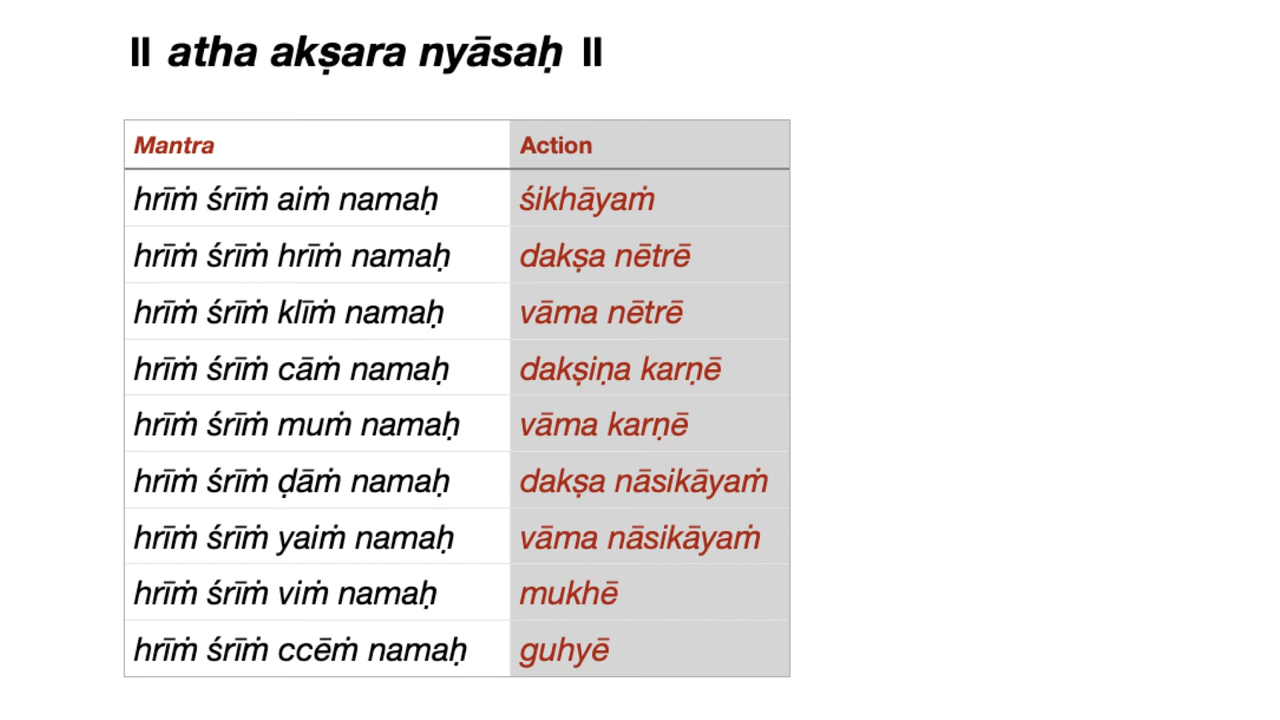 ॥ atha akṣara nyāsaḥ ॥
Mantra Action
hrīṁ śrīṁ aiṁ namaḥ śikhāyaṁ
hrīṁ śrīṁ hrīṁ namaḥ dakṣa nētrē
hrīṁ śrīṁ klīṁ namaḥ vāma nētrē
hrīṁ śrīṁ cāṁ namaḥ dakṣiṇa karṇē
hrīṁ śrīṁ muṁ namaḥ vāma karṇē
hrīṁ śrīṁ ḍāṁ namaḥ dakṣa nāsikāyaṁ
hrīṁ śrīṁ yaiṁ namaḥ vāma nāsikāyaṁ
hrīṁ śrīṁ viṁ namaḥ mukhē
hrīṁ śrīṁ ccēṁ namaḥ guhyē